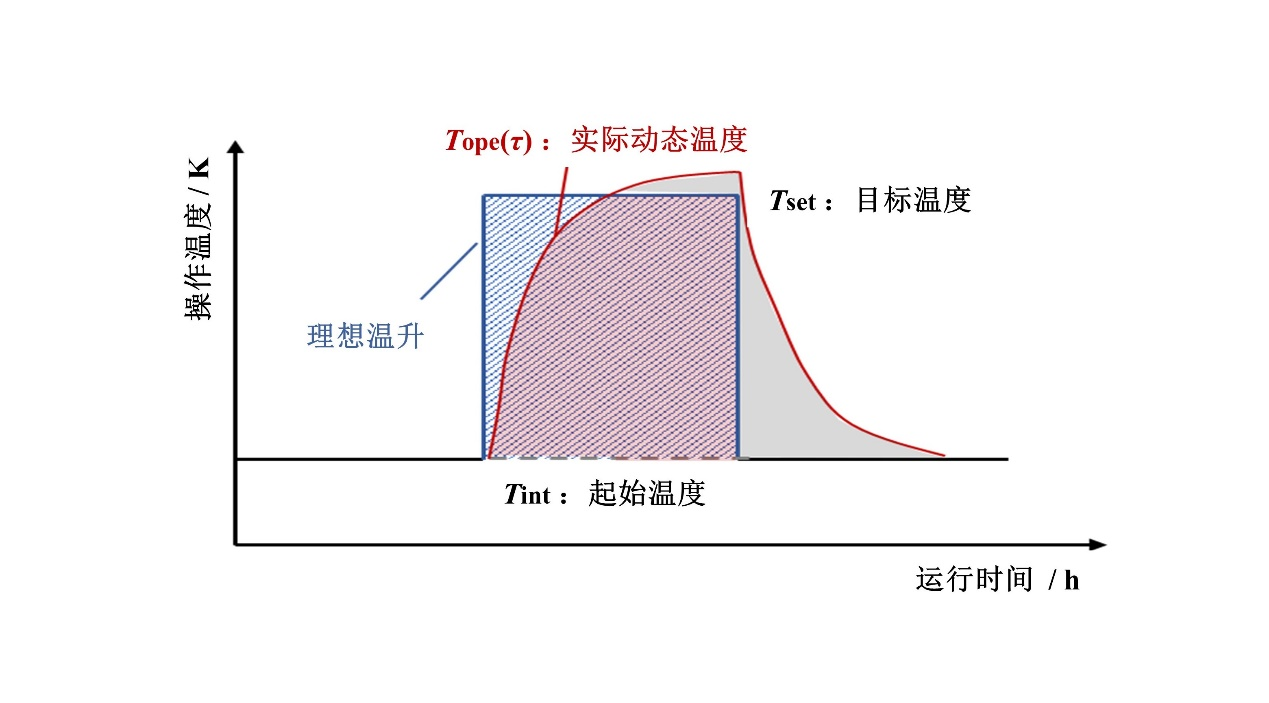 Tope(τ)：实际动态温度
操作温度 / K
Tset：目标温度
理想温升
Tint：起始温度
运行时间 / h